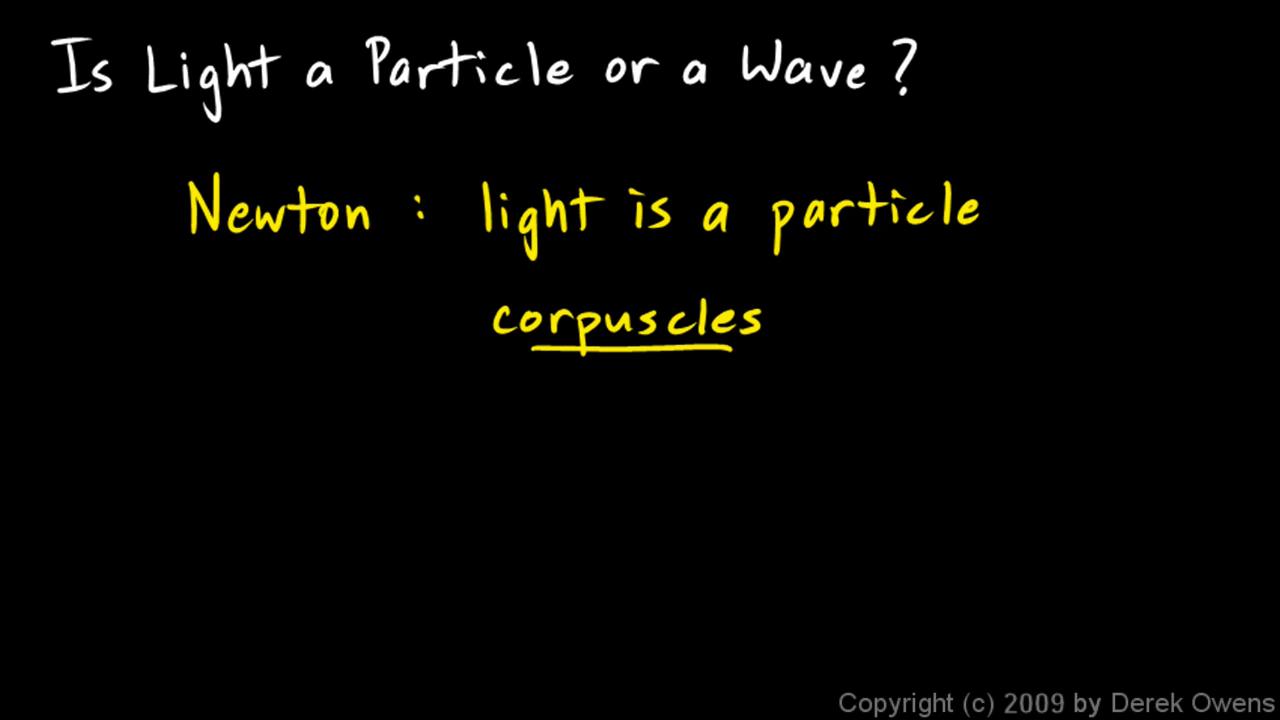 Is Light a Particle or a Wave?
Newton : light is a particle
corpuscles
Copyright (c) 2009 by Derek Owens